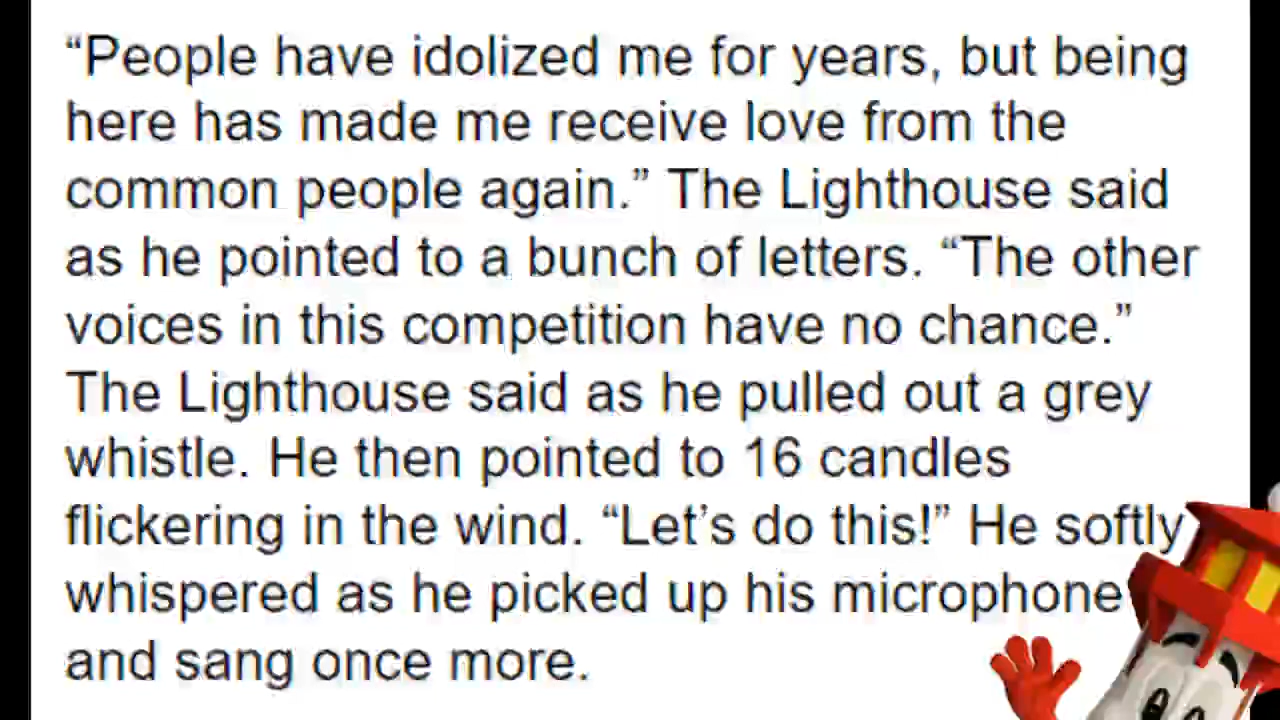 “People have idolized me for years, but being
here has made me receive love from the
common people again.” The Lighthouse said
as he pointed to a bunch of letters. “The other
voices in this competition have no chance.”
The Lighthouse said as he pulled out a grey
whistle. He then pointed to 16 candles
flickering in the wind. “Let’s do this!” He softly
whispered as he picked up his microphone
and sang once more.